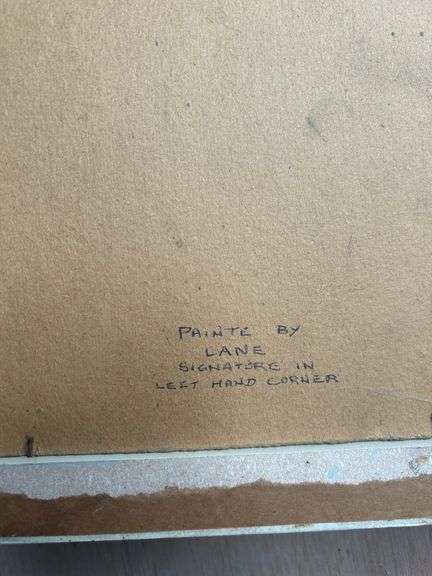 PAINTE BY
LANE
SIGNATURE IN
LEFT HAND CORNER